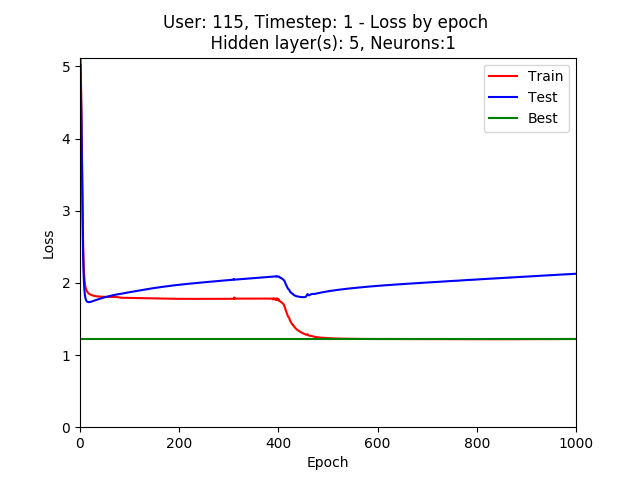 User: 115, Timestep: 1 - Loss by epoch
Hidden layer(s): 5, Neurons:1
Train
Test
Best
5
4
3
2
1
0
Loss
0 200 400 600 800 1000
Epoch